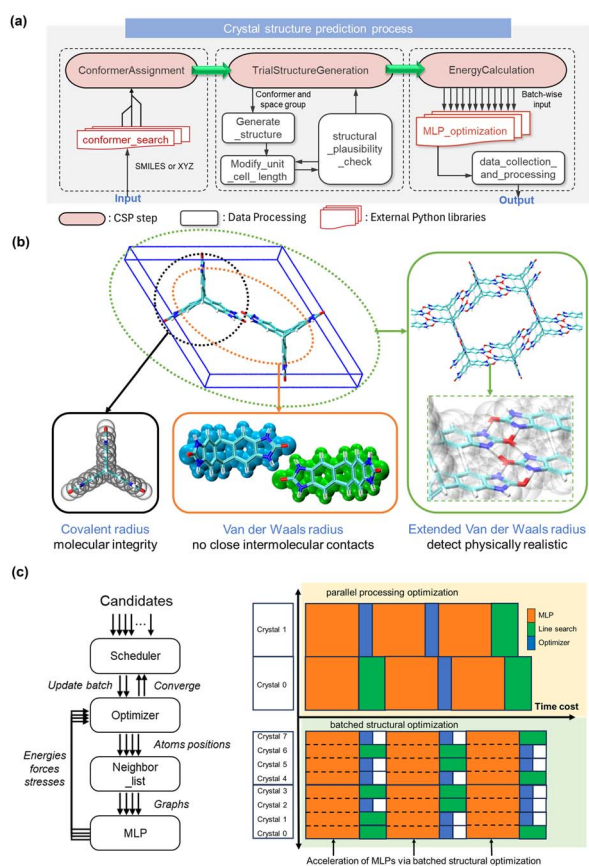 (a)
Crystal structure prediction process
ConformerAssignment
TrialStructureGeneration
EnergyCalculation
Conformer and
space group
Batch-wise
input
Generate
_structure
structural
_plausibility
_check
MLP_optimization
conformer_search
Modify_unit
_cell_length
data_collection_
and_processing
SMILES or XYZ
Input
Output
: CSP step
: Data Processing
: External Python libraries
(b)
Covalent radius
molecular integrity
Van der Waals radius
no close intermolecular contacts
Extended Van der Waals radius
detect physically realistic
(c)
Candidates
...
Scheduler
Update batch
Converge
Optimizer
Energies
forces
stresses
Atoms positions
Neighbor
_list
Graphs
MLP
parallel processing optimization
MLP
Line search
Optimizer
Crystal 1
Crystal 0
Time cost
batched structural optimization
Crystal 7
Crystal 6
Crystal 5
Crystal 4
Crystal 3
Crystal 2
Crystal 1
Crystal 0
Acceleration of MLPs via batched structural optimization